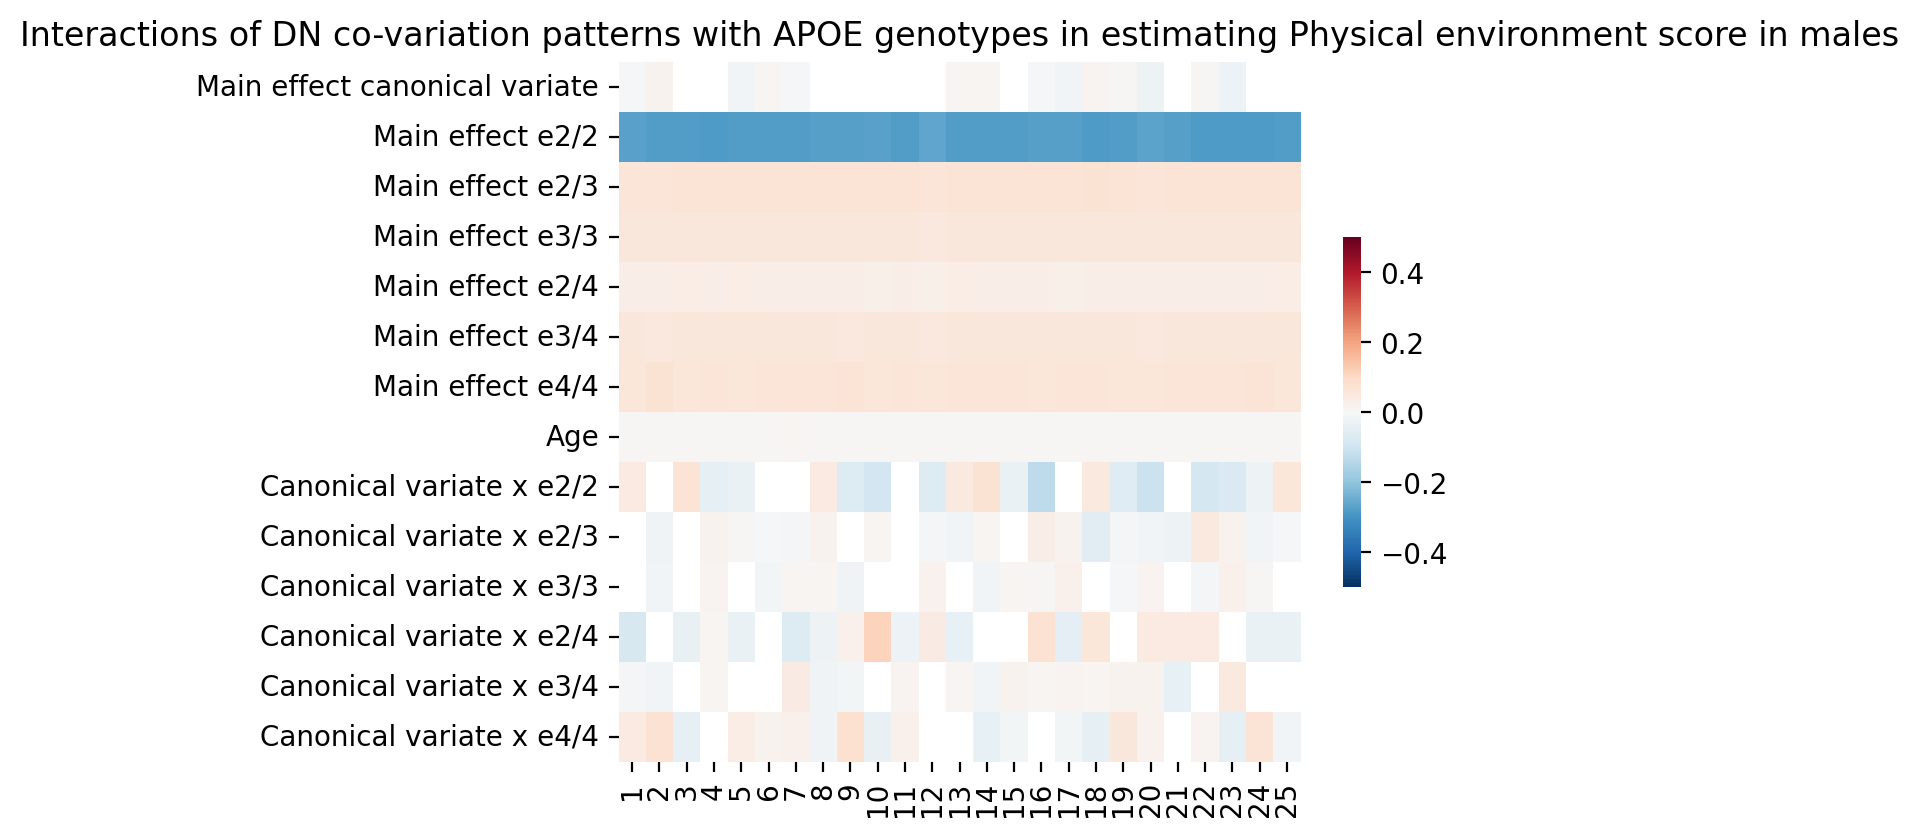 Interactions of DN co-variation patterns with APOE genotypes in estimating Physical environment score in males
Main effect canonical variate
Main effect e2/2
Main effect e2/3
Main effect e3/3
Main effect e2/4
Main effect e3/4
Main effect e4/4
Age
Canonical variate x e2/2
Canonical variate x e2/3
Canonical variate x e3/3
Canonical variate x e2/4
Canonical variate x e3/4
Canonical variate x e4/4
1 2 3 4 5 6 7 8 9 10 11 12 13 14 15 16 17 18 19 20 21 22 23 24 25
0.4
0.2
0.0
−0.2
−0.4